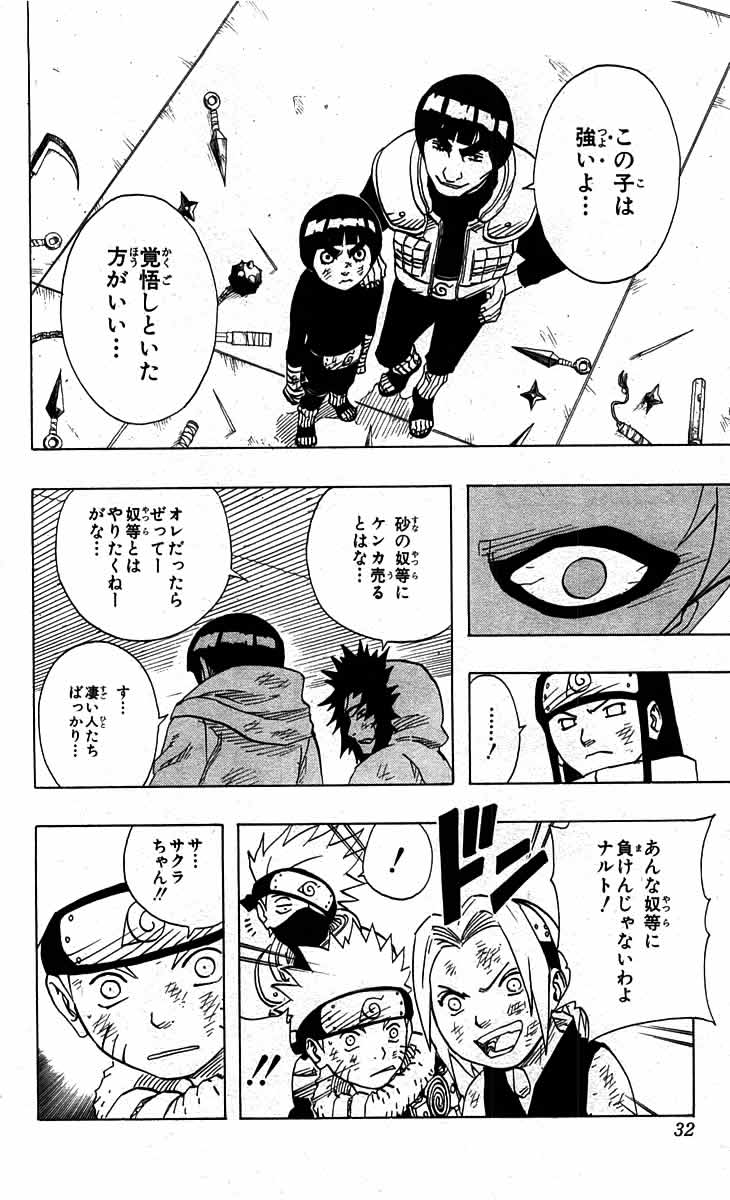 この子は
強いよ…
覚悟しといた
方がいい…
砂の奴等に
ケンカ売る
とはな…
オレだったら
ぜってー
奴等とは
やりたくねー
がな…
す…
凄い人たち
ばっかり…
……!
あんな奴等に
負けんじゃないわよ
ナルト!
ドン
!
!!
サ…
サクラ
ちゃん!!
32